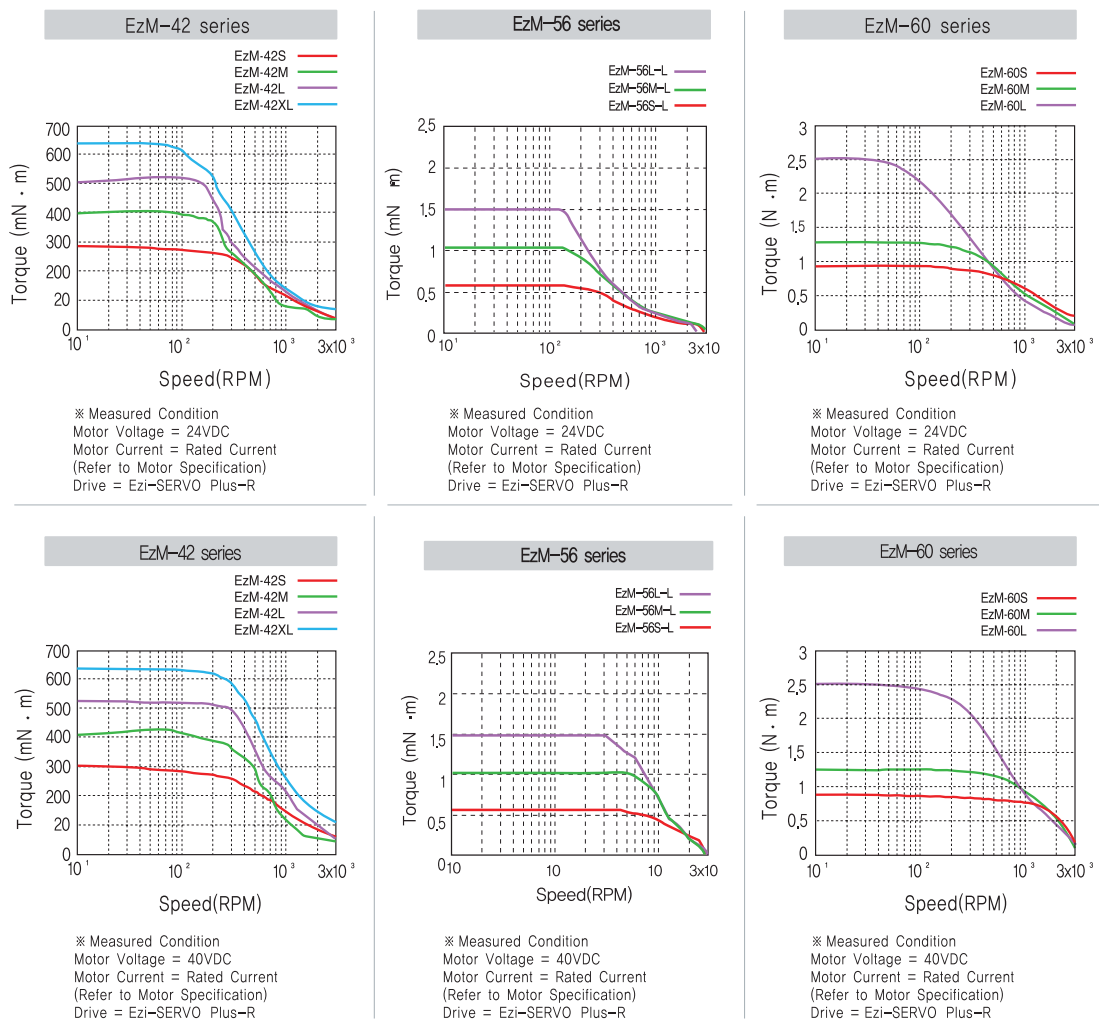 EzM-42 series
EzM-42S
EzM-42M
EzM-42L
EzM-42XL
700
600
500
400
300
200
20
0
Torque (mN · m)
10¹
10²
10³
3x10³
Speed(RPM)
※ Measured Condition
Motor Voltage = 24VDC
Motor Current = Rated Current
(Refer to Motor Specification)
Drive = Ezi-SERVO Plus-R
EzM-56 series
EzM-56L-L
EzM-56M-L
EzM-56S-L
2,5
2
1,5
1
0,5
0
Torque (mN · m)
10¹
10²
10³
3x10
Speed(RPM)
※ Measured Condition
Motor Voltage = 24VDC
Motor Current = Rated Current
(Refer to Motor Specification)
Drive = Ezi-SERVO Plus-R
EzM-60 series
EzM-60S
EzM-60M
EzM-60L
3
2,5
2
1,5
1
0,5
0
Torque (N · m)
10¹
10²
10³
3x10³
Speed(RPM)
※ Measured Condition
Motor Voltage = 24VDC
Motor Current = Rated Current
(Refer to Motor Specification)
Drive = Ezi-SERVO Plus-R
EzM-42 series
EzM-42S
EzM-42M
EzM-42L
EzM-42XL
700
600
500
400
300
200
20
0
Torque (mN · m)
10¹
10²
10³
3x10³
Speed(RPM)
※ Measured Condition
Motor Voltage = 40VDC
Motor Current = Rated Current
(Refer to Motor Specification)
Drive = Ezi-SERVO Plus-R
EzM-56 series
EzM-56L-L
EzM-56M-L
EzM-56S-L
2,5
2
1,5
1
0,5
0
Torque (mN · m)
10
10
10
3x10³
Speed(RPM)
※ Measured Condition
Motor Voltage = 40VDC
Motor Current = Rated Current
(Refer to Motor Specification)
Drive = Ezi-SERVO Plus-R
EzM-60 series
EzM-60S
EzM-60M
EzM-60L
3
2,5
2
1,5
1
0,5
0
Torque (N · m)
10¹
10²
10³
3x10³
Speed(RPM)
※ Measured Condition
Motor Voltage = 40VDC
Motor Current = Rated Current
(Refer to Motor Specification)
Drive = Ezi-SERVO Plus-R